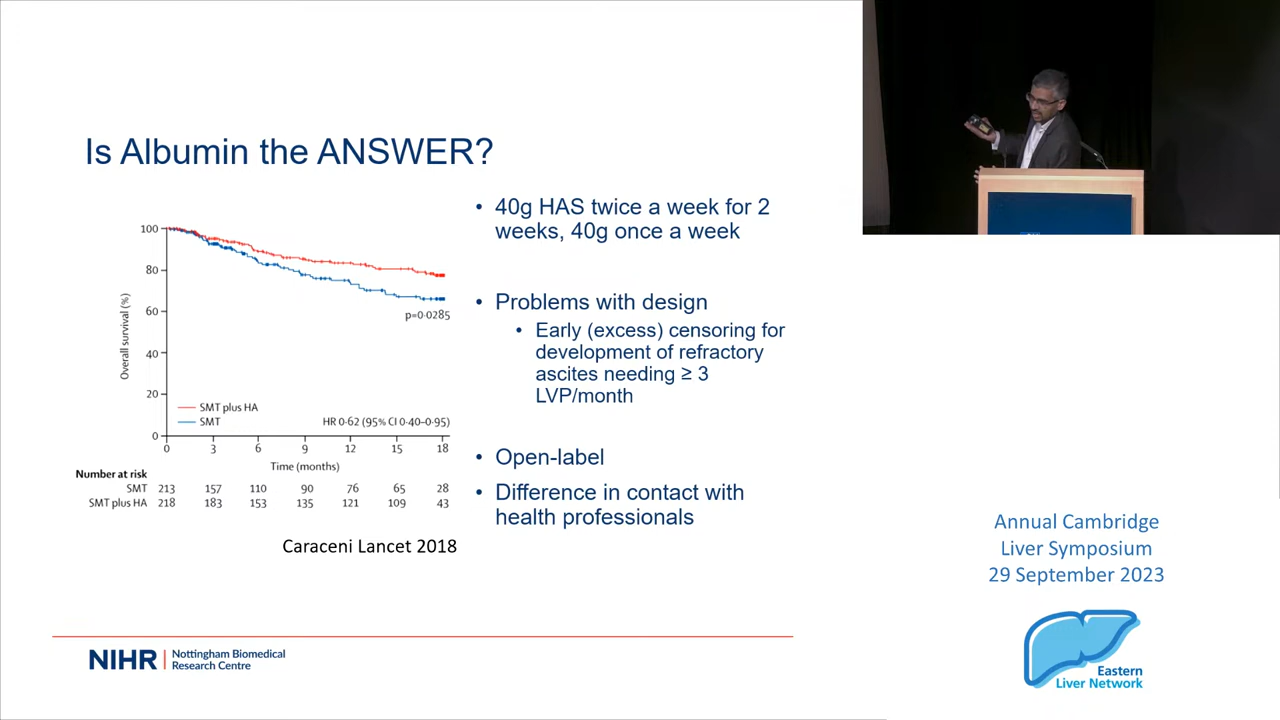 Is Albumin the ANSWER?
100
80
60
40
20
0
Overall survival (%)
p=0·0285
SMT plus HA
SMT
HR 0·62 (95% CI 0·40–0·95)
0 3 6 9 12 15 18
Time (months)
Number at risk
SMT 213 157 110 90 76 65 28
SMT plus HA 218 183 153 135 121 109 43
Caraceni Lancet 2018
• 40g HAS twice a week for 2
weeks, 40g once a week
• Problems with design
• Early (excess) censoring for
development of refractory
ascites needing ≥ 3
LVP/month
• Open-label
• Difference in contact with
health professionals
NIHR | Nottingham Biomedical
Research Centre
Annual Cambridge
Liver Symposium
29 September 2023
Eastern
Liver Network